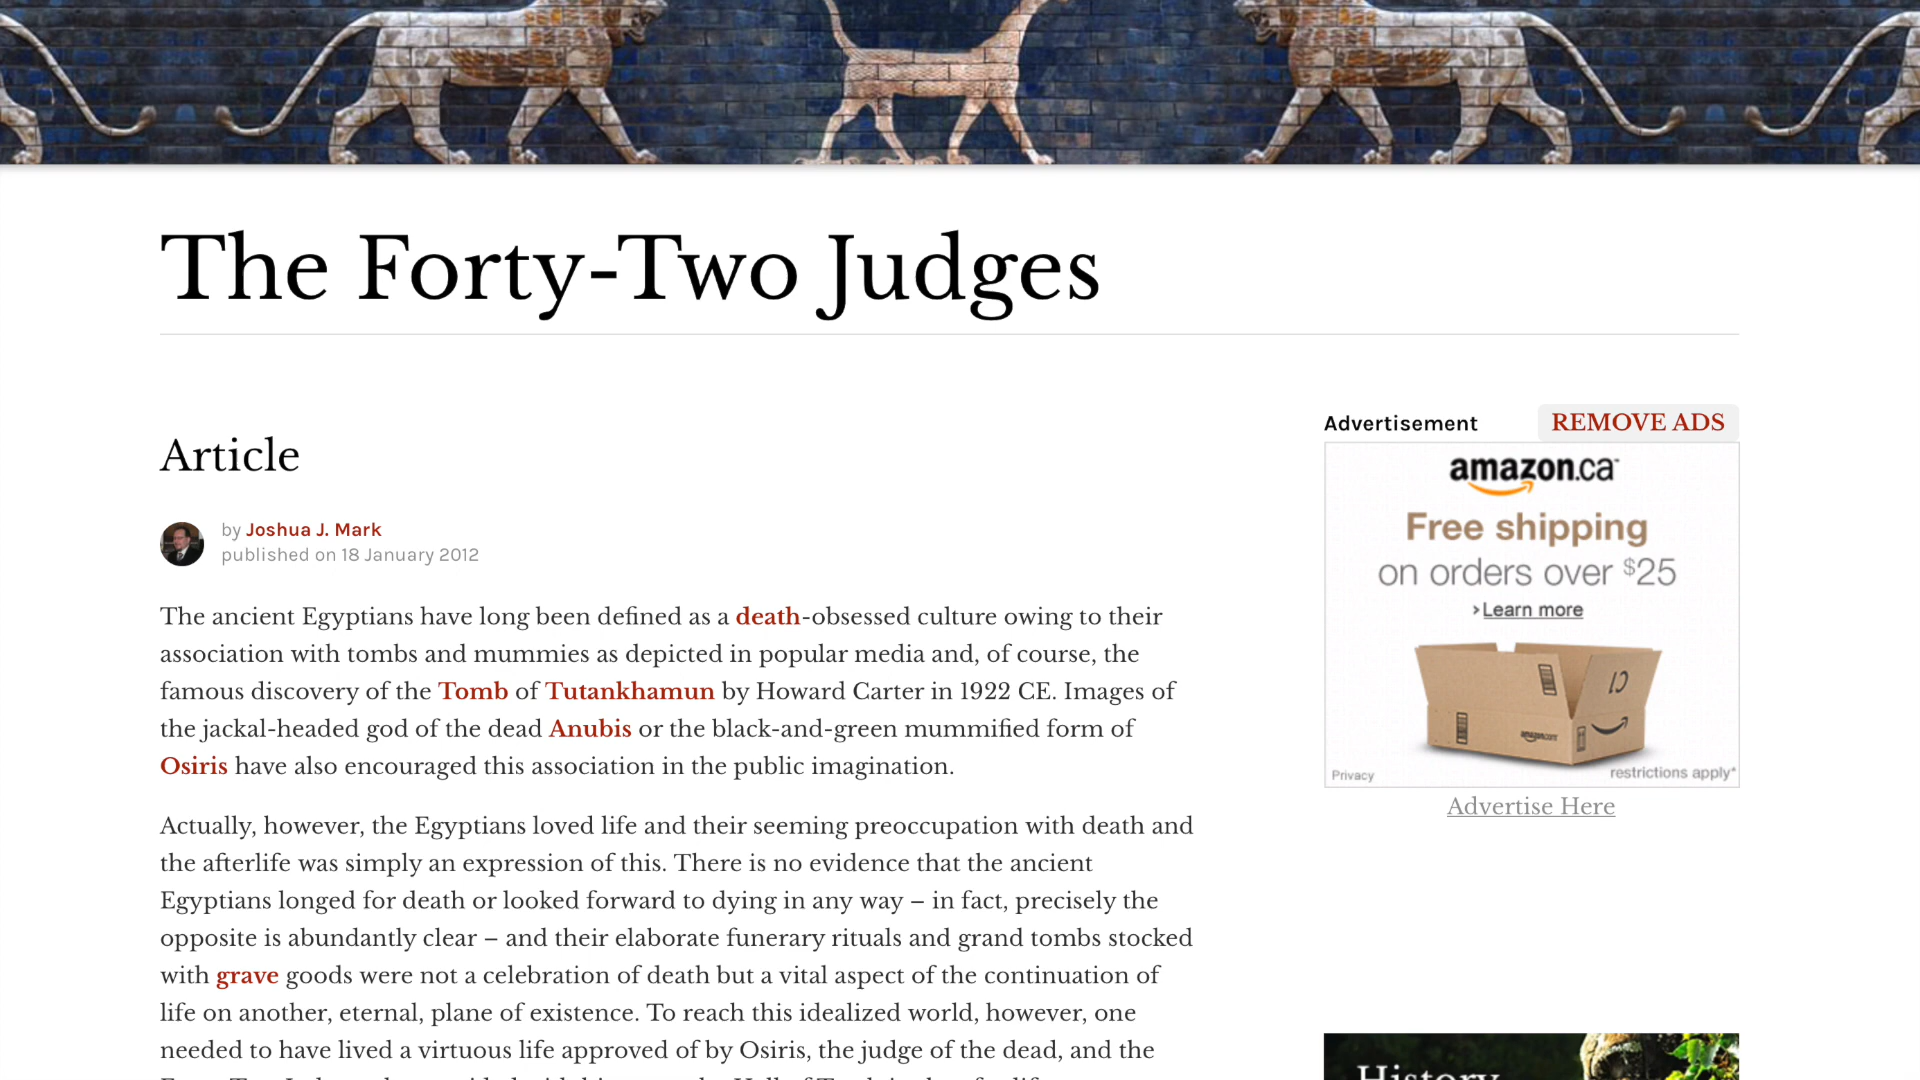 The Forty-Two Judges
Article
by Joshua J. Mark
published on 18 January 2012
The ancient Egyptians have long been defined as a death-obsessed culture owing to their
association with tombs and mummies as depicted in popular media and, of course, the
famous discovery of the Tomb of Tutankhamun by Howard Carter in 1922 CE. Images of
the jackal-headed god of the dead Anubis or the black-and-green mummified form of
Osiris have also encouraged this association in the public imagination.
Actually, however, the Egyptians loved life and their seeming preoccupation with death and
the afterlife was simply an expression of this. There is no evidence that the ancient
Egyptians longed for death or looked forward to dying in any way – in fact, precisely the
opposite is abundantly clear – and their elaborate funerary rituals and grand tombs stocked
with grave goods were not a celebration of death but a vital aspect of the continuation of
life on another, eternal, plane of existence. To reach this idealized world, however, one
needed to have lived a virtuous life approved of by Osiris, the judge of the dead, and the
Advertisement
REMOVE ADS
amazon.ca
Free shipping
on orders over $25
› Learn more
Privacy
restrictions apply*
Advertise Here
History